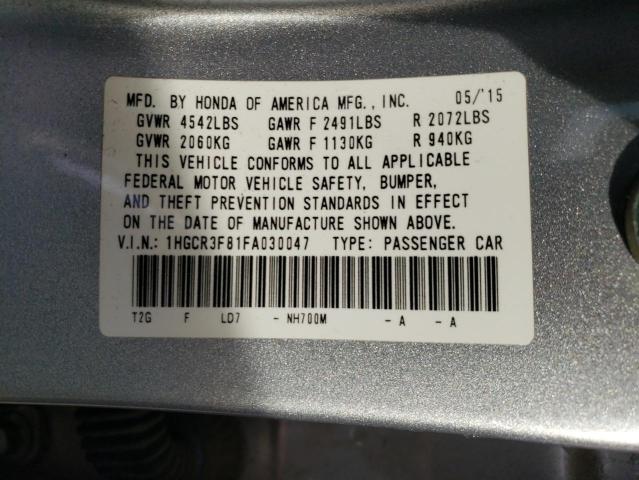 MFD. BY HONDA OF AMERICA MFG., INC. 05/'15
GVWR 4542LBS GAWR F 2491LBS R 2072LBS
GVWR 2060KG GAWR F 1130KG R 940KG
THIS VEHICLE CONFORMS TO ALL APPLICABLE
FEDERAL MOTOR VEHICLE SAFETY, BUMPER,
AND THEFT PREVENTION STANDARDS IN EFFECT
ON THE DATE OF MANUFACTURE SHOWN ABOVE.
V.I.N.: 1HGCR3F81FA030047 TYPE: PASSENGER CAR
T2G F LD7 - NH700M - A - A